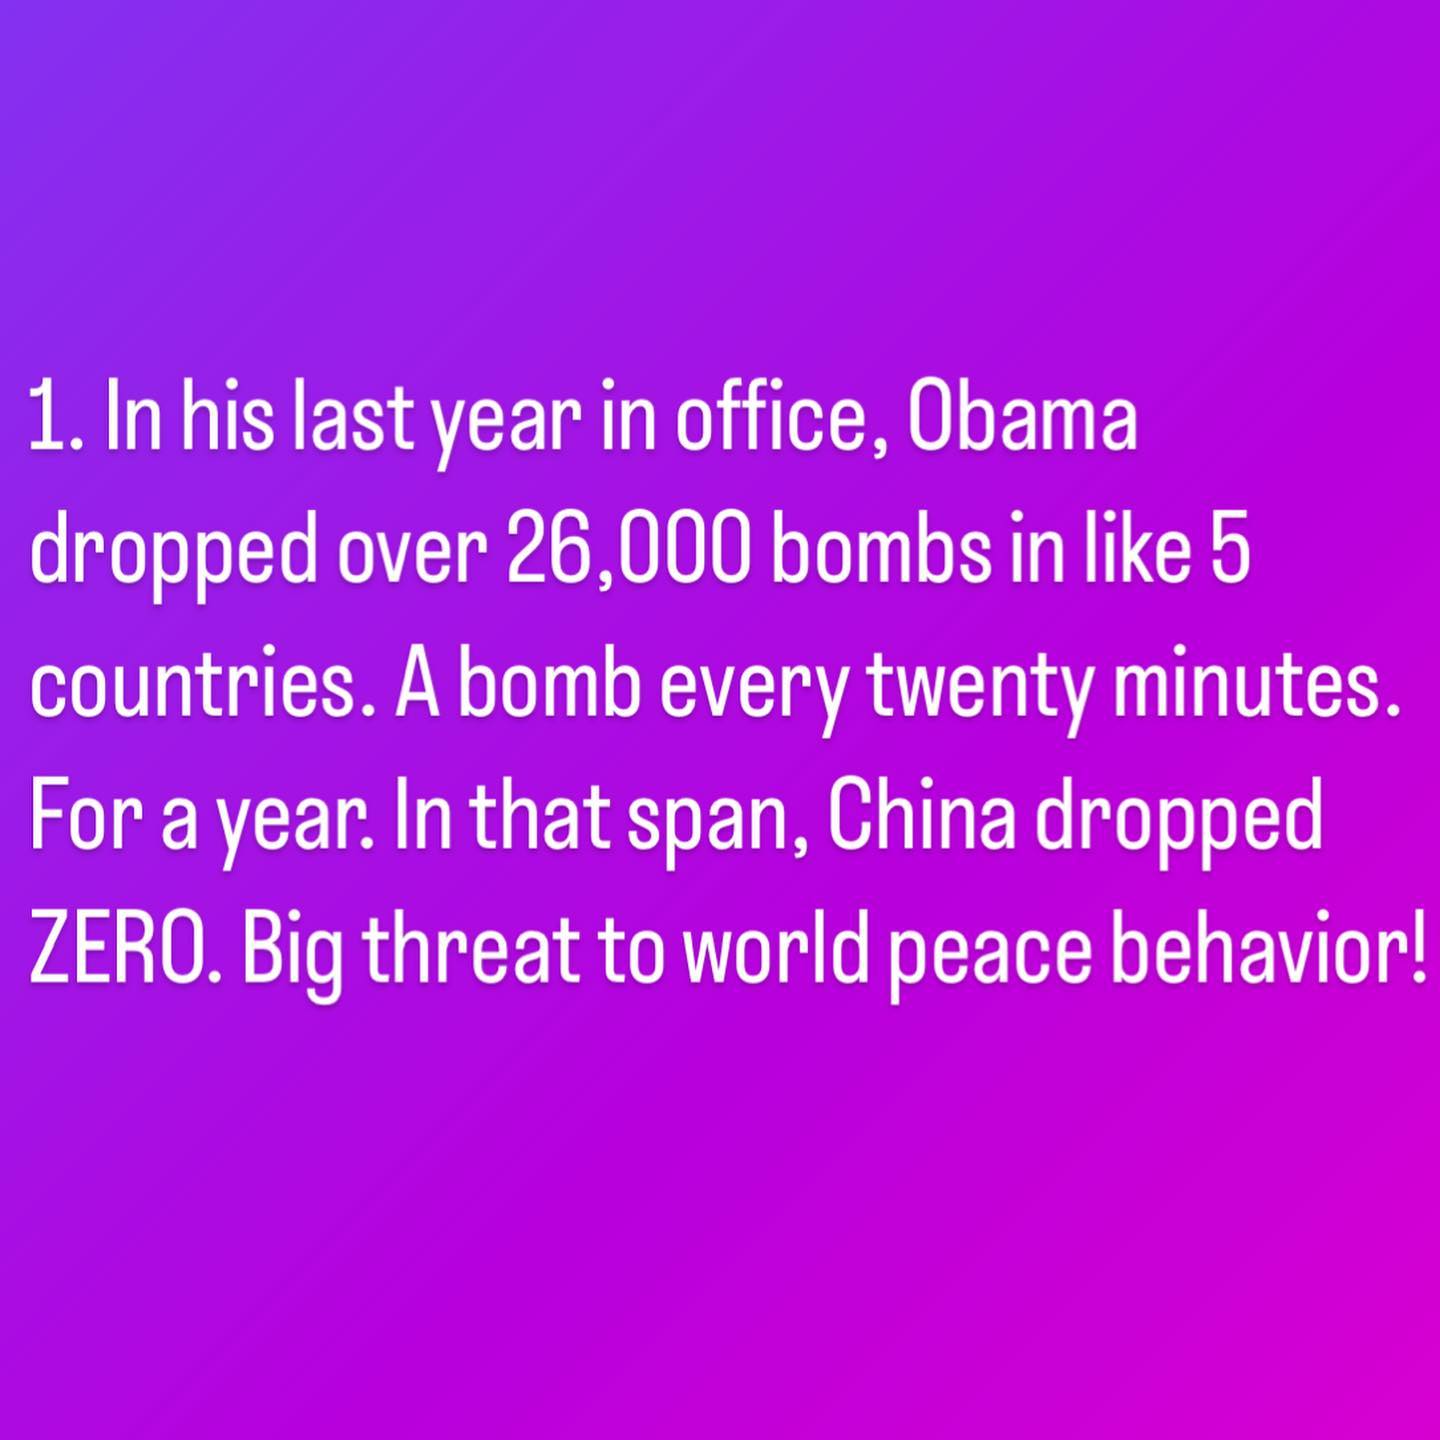 1. In his last year in office, Obama
dropped over 26,000 bombs in like 5
countries. A bomb every twenty minutes.
For a year. In that span, China dropped
ZERO. Big threat to world peace behavior!